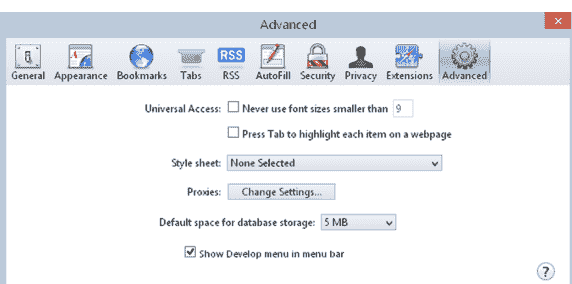 Advanced
RSS
General Appearance Bookmarks Tabs RSS AutoFill Security Privacy Extensions Advanced
Universal Access: Never use font sizes smaller than 9
Press Tab to highlight each item on a webpage
Style sheet: None Selected
Proxies: Change Settings...
Default space for database storage: 5 MB
Show Develop menu in menu bar
?